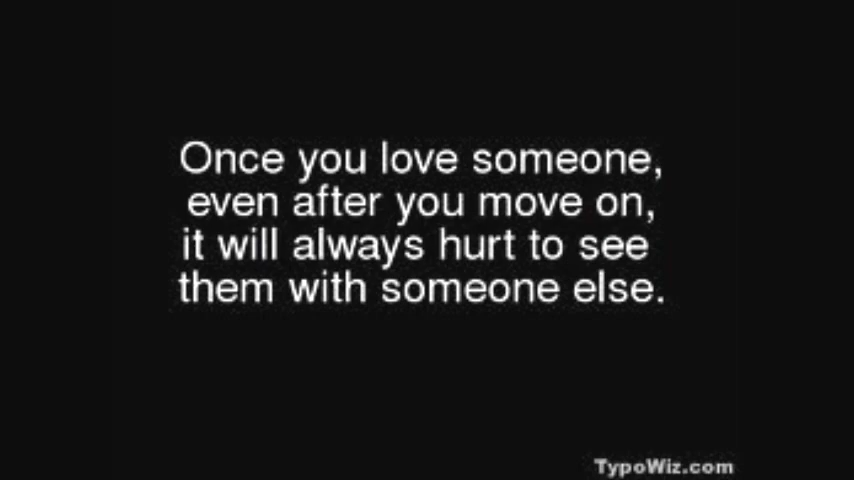 Once you love someone,
even after you move on,
it will always hurt to see
them with someone else.
TypoWiz.com